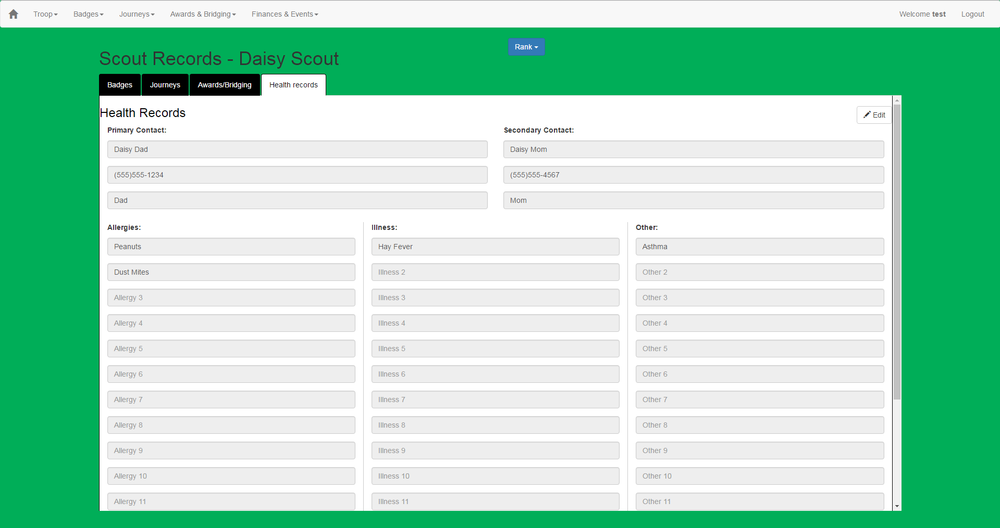 Troop Badges Journeys Awards & Bridging Finances & Events Welcome test Logout
Rank
Scout Records - Daisy Scout
Badges Journeys Awards/Bridging Health records
Health Records
Edit
Primary Contact: Secondary Contact:
Daisy Dad Daisy Mom
(555)555-1234 (555)555-4567
Dad Mom
Allergies: Illness: Other:
Peanuts Hay Fever Asthma
Dust Mites Illness 2 Other 2
Allergy 3 Illness 3 Other 3
Allergy 4 Illness 4 Other 4
Allergy 5 Illness 5 Other 5
Allergy 6 Illness 6 Other 6
Allergy 7 Illness 7 Other 7
Allergy 8 Illness 8 Other 8
Allergy 9 Illness 9 Other 9
Allergy 10 Illness 10 Other 10
Allergy 11 Illness 11 Other 11